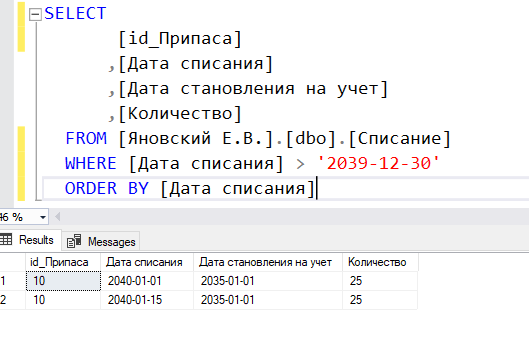 SELECT
[id_Припаса]
,[Дата списания]
,[Дата становления на учет]
,[Количество]
FROM [Яновский Е.В.].[dbo].[Списание]
WHERE [Дата списания] > '2039-12-30'
ORDER BY [Дата списания]
46 %
Results Messages
id_Припаса Дата списания Дата становления на учет Количество
1 10 2040-01-01 2035-01-01 25
2 10 2040-01-15 2035-01-01 25